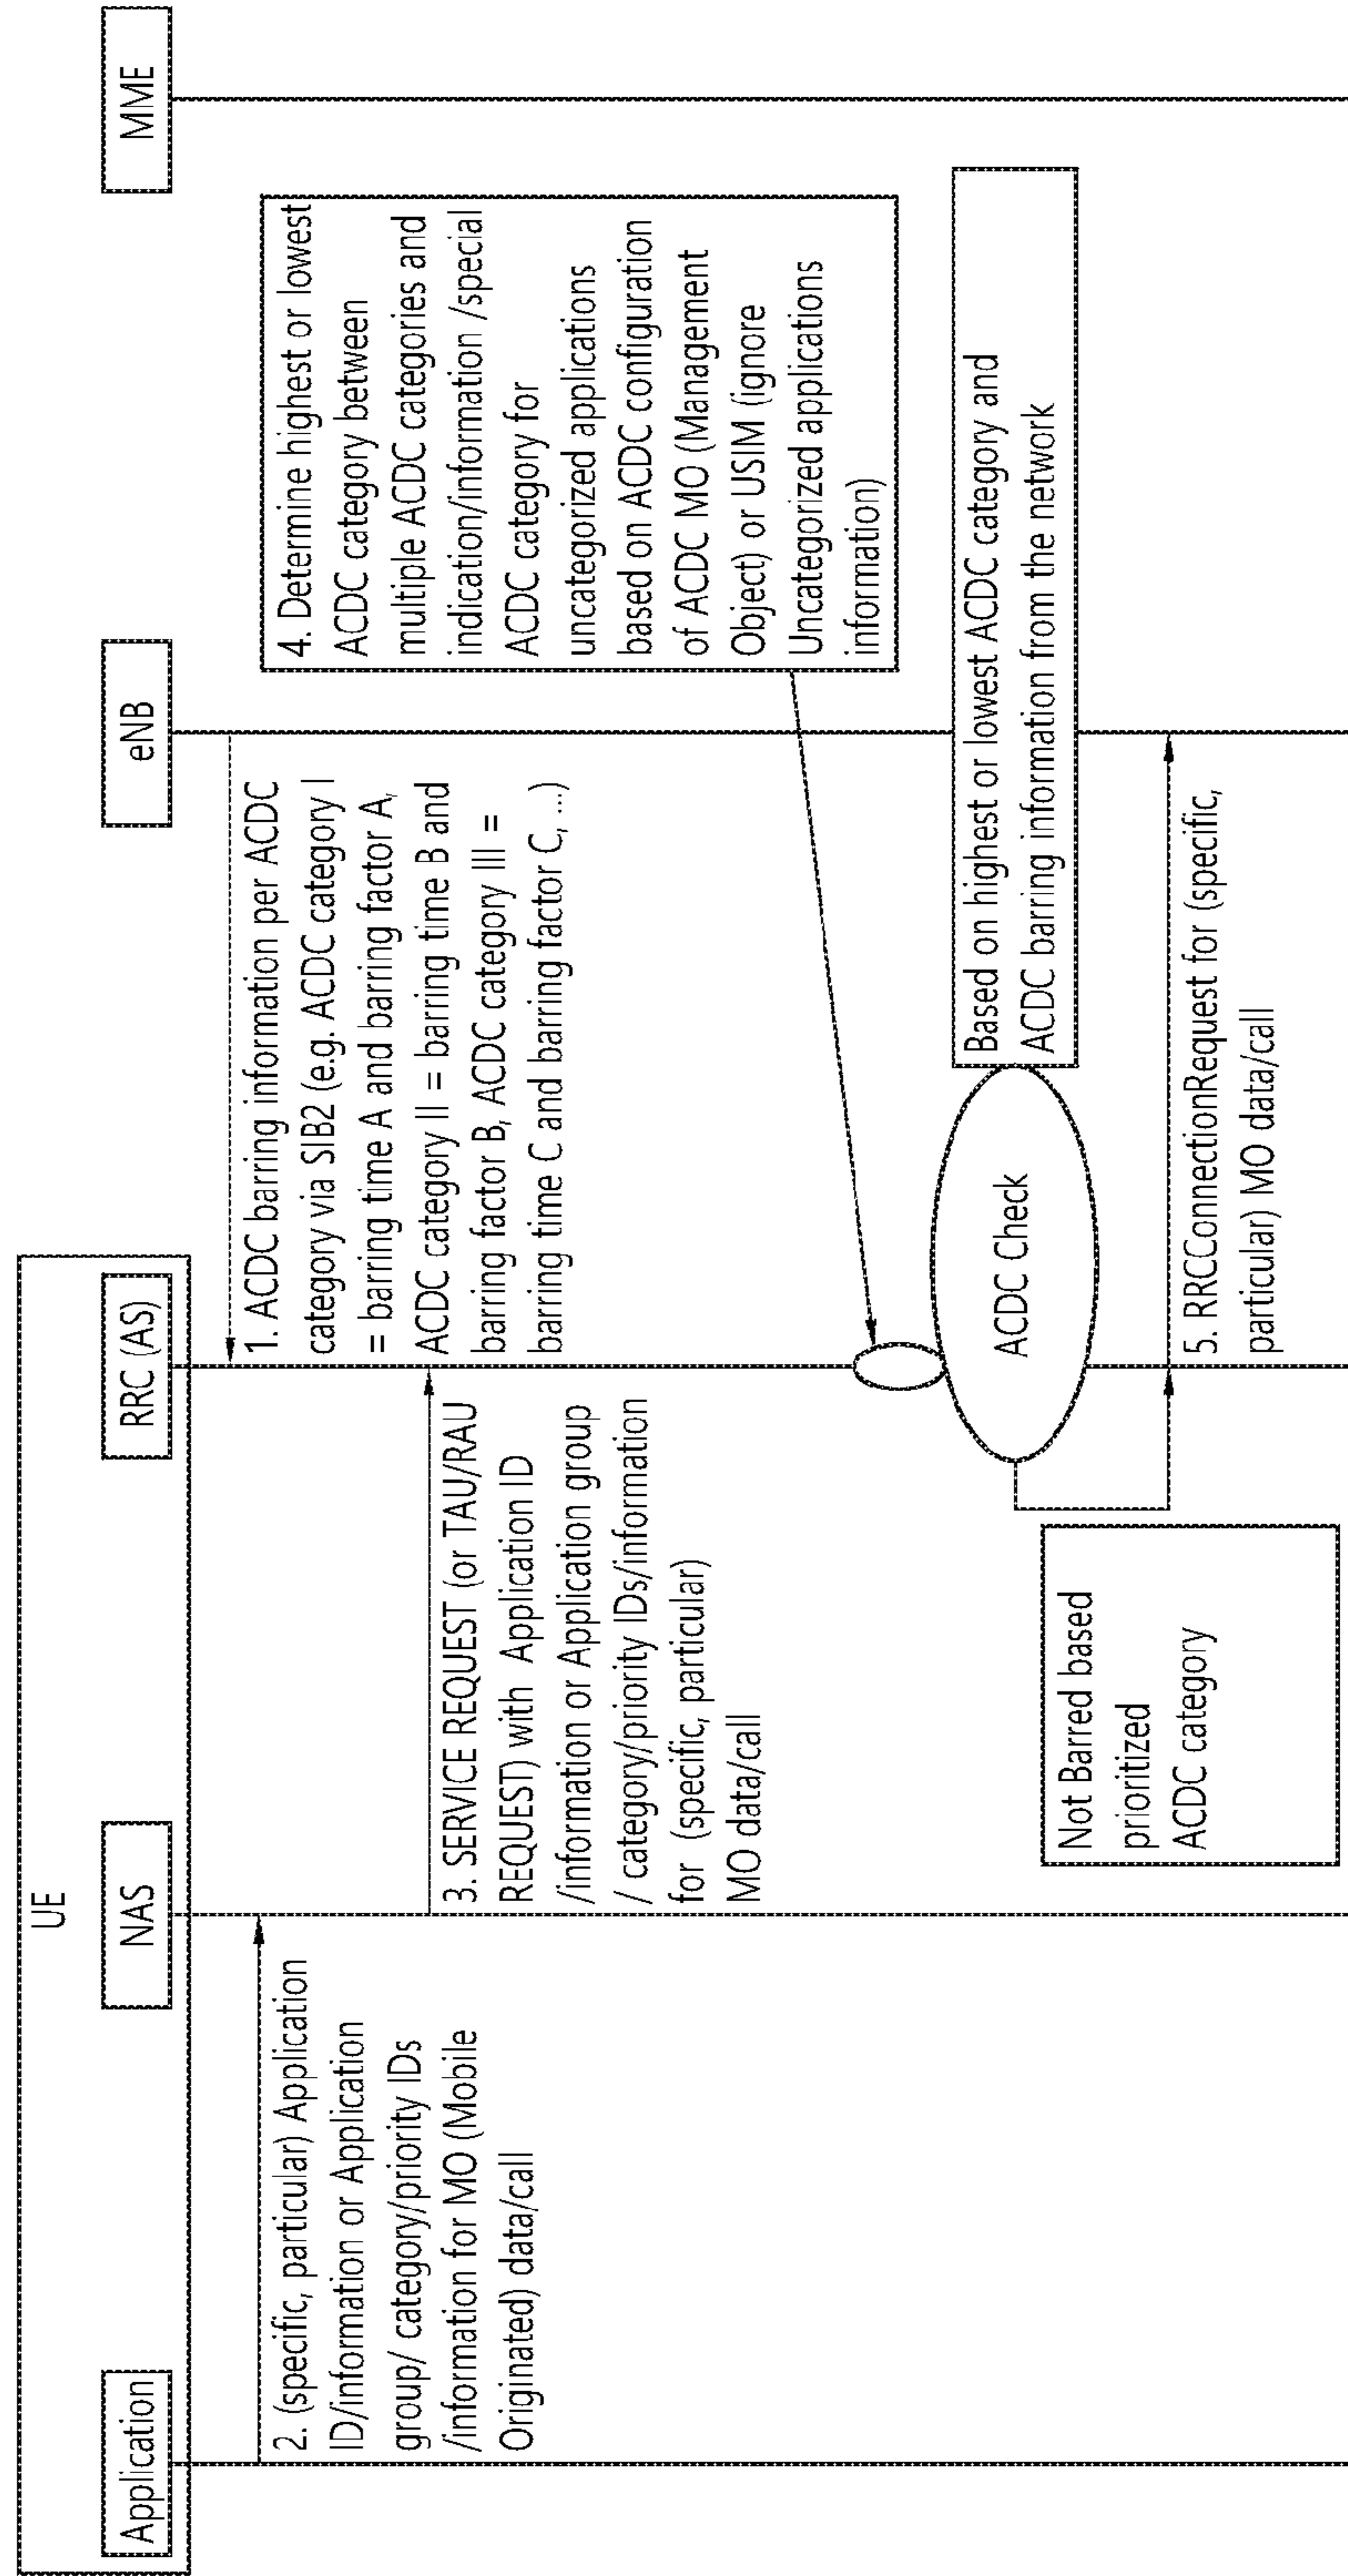 UE
Application
NAS
RRC (AS)
eNB
MME
1. ACDC barring information per ACDC
category via SIB2 (e.g. ACDC category I
= barring time A and barring factor A,
ACDC category II = barring time B and
barring factor B, ACDC category III =
barring time C and barring factor C, ...)
2. (specific, particular) Application
ID/information or Application
group/ category/priority IDs
/information for MO (Mobile
Originated) data/call
3. SERVICE REQUEST (or TAU/RAU
REQUEST) with Application ID
/information or Application group
/ category/priority IDs/information
for (specific, particular)
MO data/call
4. Determine highest or lowest
ACDC category between
multiple ACDC categories and
indication/information /special
ACDC category for
uncategorized applications
based on ACDC configuration
of ACDC MO (Management
Object) or USIM (ignore
Uncategorized applications
information)
ACDC Check
Based on highest or lowest ACDC category and
ACDC barring information from the network
Not Barred based
prioritized
ACDC category
5. RRCConnectionRequest for (specific,
particular) MO data/call